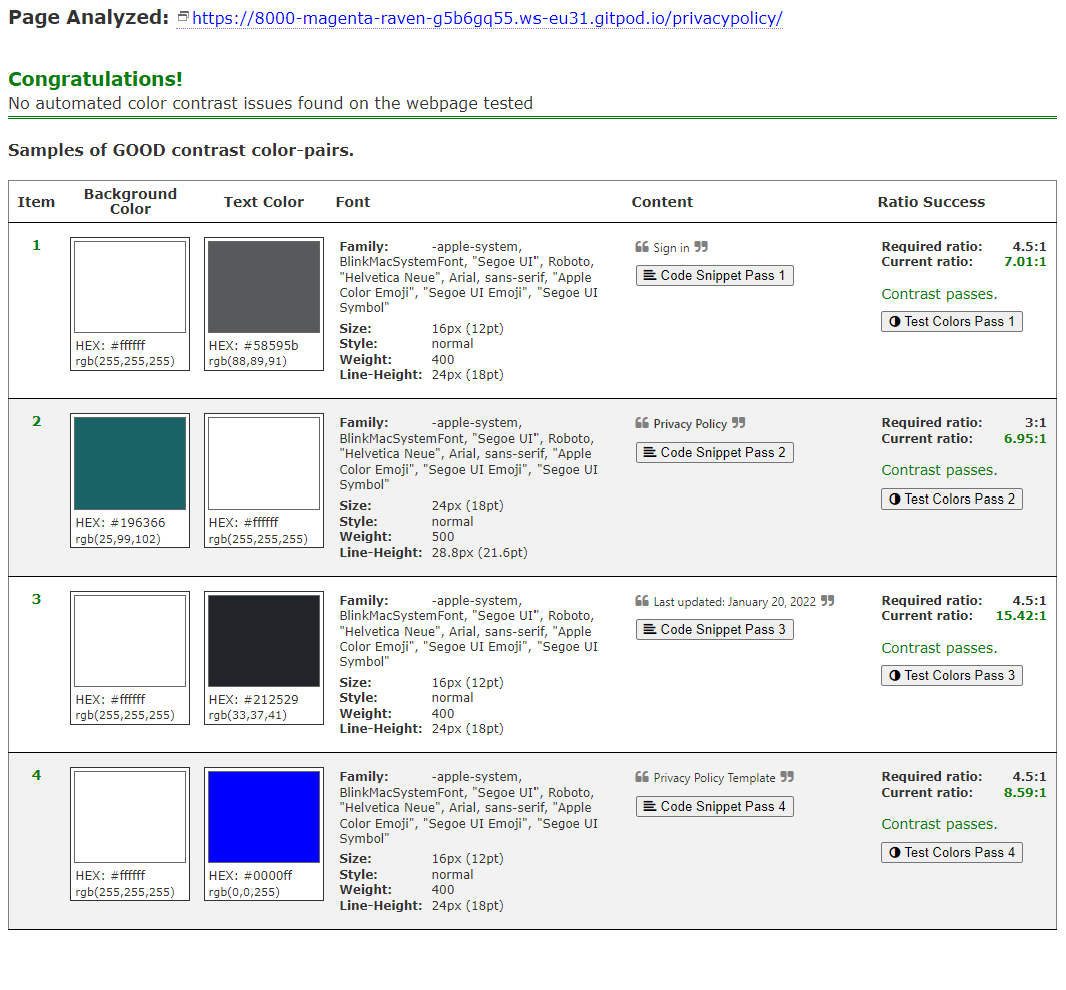 Page Analyzed: https://8000-magenta-raven-g5b6gq55.ws-eu31.gitpod.io/privacypolicy/
Congratulations!
No automated color contrast issues found on the webpage tested
Samples of GOOD contrast color-pairs.
Item Background Color Text Color Font Content Ratio Success
1
HEX: #ffffff
rgb(255,255,255)
HEX: #58595b
rgb(88,89,91)
Family: -apple-system,
BlinkMacSystemFont, "Segoe UI", Roboto,
"Helvetica Neue", Arial, sans-serif, "Apple
Color Emoji", "Segoe UI Emoji", "Segoe UI
Symbol"
Size: 16px (12pt)
Style: normal
Weight: 400
Line-Height: 24px (18pt)
❝ Sign in ❞
Code Snippet Pass 1
Required ratio: 4.5:1
Current ratio: 7.01:1
Contrast passes.
Test Colors Pass 1
2
HEX: #196366
rgb(25,99,102)
HEX: #ffffff
rgb(255,255,255)
Family: -apple-system,
BlinkMacSystemFont, "Segoe UI", Roboto,
"Helvetica Neue", Arial, sans-serif, "Apple
Color Emoji", "Segoe UI Emoji", "Segoe UI
Symbol"
Size: 24px (18pt)
Style: normal
Weight: 500
Line-Height: 28.8px (21.6pt)
❝ Privacy Policy ❞
Code Snippet Pass 2
Required ratio: 3:1
Current ratio: 6.95:1
Contrast passes.
Test Colors Pass 2
3
HEX: #ffffff
rgb(255,255,255)
HEX: #212529
rgb(33,37,41)
Family: -apple-system,
BlinkMacSystemFont, "Segoe UI", Roboto,
"Helvetica Neue", Arial, sans-serif, "Apple
Color Emoji", "Segoe UI Emoji", "Segoe UI
Symbol"
Size: 16px (12pt)
Style: normal
Weight: 400
Line-Height: 24px (18pt)
❝ Last updated: January 20, 2022 ❞
Code Snippet Pass 3
Required ratio: 4.5:1
Current ratio: 15.42:1
Contrast passes.
Test Colors Pass 3
4
HEX: #ffffff
rgb(255,255,255)
HEX: #0000ff
rgb(0,0,255)
Family: -apple-system,
BlinkMacSystemFont, "Segoe UI", Roboto,
"Helvetica Neue", Arial, sans-serif, "Apple
Color Emoji", "Segoe UI Emoji", "Segoe UI
Symbol"
Size: 16px (12pt)
Style: normal
Weight: 400
Line-Height: 24px (18pt)
❝ Privacy Policy Template ❞
Code Snippet Pass 4
Required ratio: 4.5:1
Current ratio: 8.59:1
Contrast passes.
Test Colors Pass 4